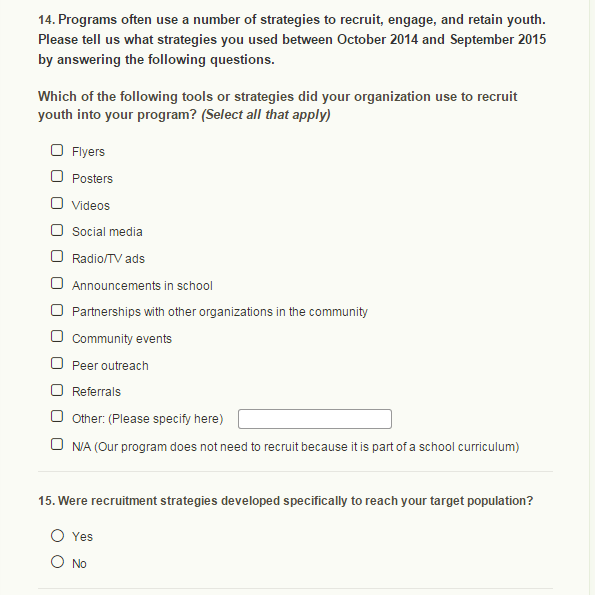 14. Programs often use a number of strategies to recruit, engage, and retain youth.
Please tell us what strategies you used between October 2014 and September 2015
by answering the following questions.
Which of the following tools or strategies did your organization use to recruit
youth into your program? (Select all that apply)
Flyers
Posters
Videos
Social media
Radio/TV ads
Announcements in school
Partnerships with other organizations in the community
Community events
Peer outreach
Referrals
Other: (Please specify here)
N/A (Our program does not need to recruit because it is part of a school curriculum)
15. Were recruitment strategies developed specifically to reach your target population?
Yes
No